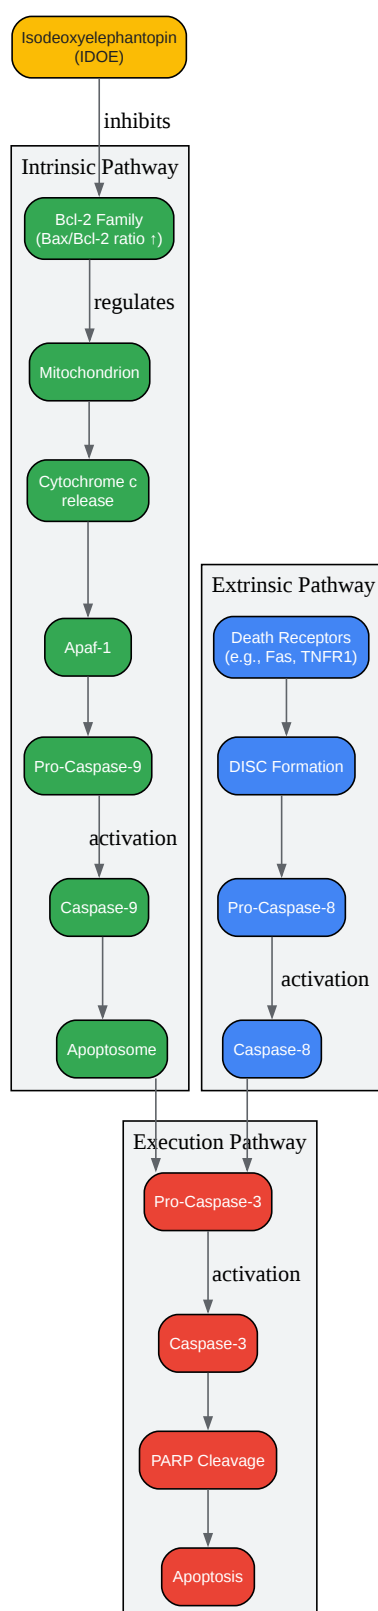 Isodeoxyelephantopin
(IDOE)
inhibits
Intrinsic Pathway
Bcl-2 Family
(Bax/Bcl-2 ratio ↑)
regulates
Mitochondrion
Cytochrome c
release
Apaf-1
Pro-Caspase-9
activation
Caspase-9
Apoptosome
Extrinsic Pathway
Death Receptors
(e.g., Fas, TNFR1)
DISC Formation
Pro-Caspase-8
activation
Caspase-8
Execution Pathway
Pro-Caspase-3
activation
Caspase-3
PARP Cleavage
Apoptosis